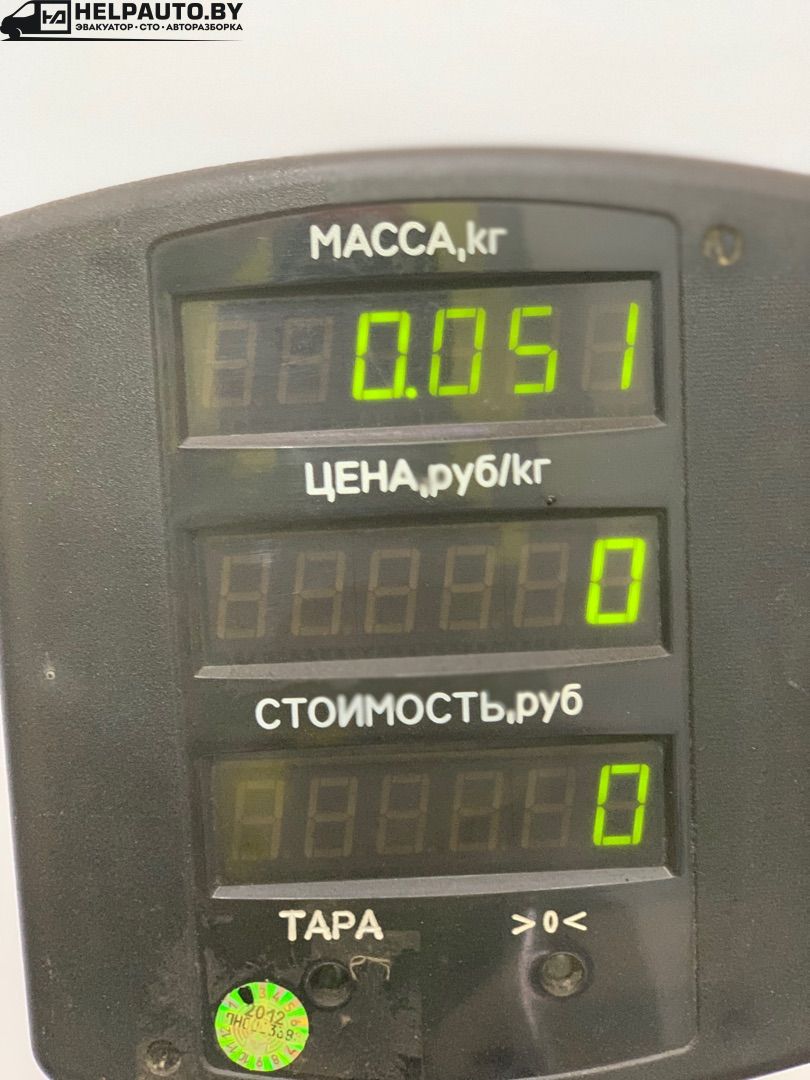 HELPAUTO.BY
ЭВАКУАТОР • СТО • АВТОРАЗБОРКА
МАССА,кг
0.051
ЦЕНА,руб/кг
0
СТОИМОСТЬ,руб
0
ТАРА >0<
2012